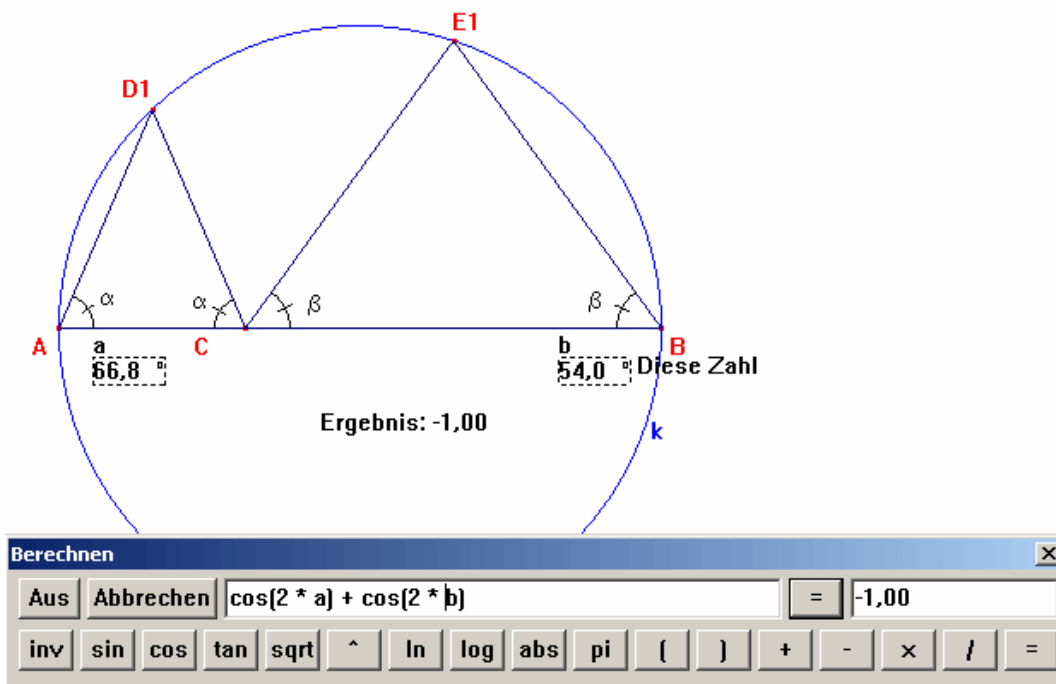 E1
D1
α α β β
A C B
a b
66,8 ° 54,0 ° Diese Zahl
Ergebnis: -1,00
k
Berechnen
Aus Abbrechen cos(2 * a) + cos(2 * b) = -1,00
inv sin cos tan sqrt ^ ln log abs pi ( ) + - × / =